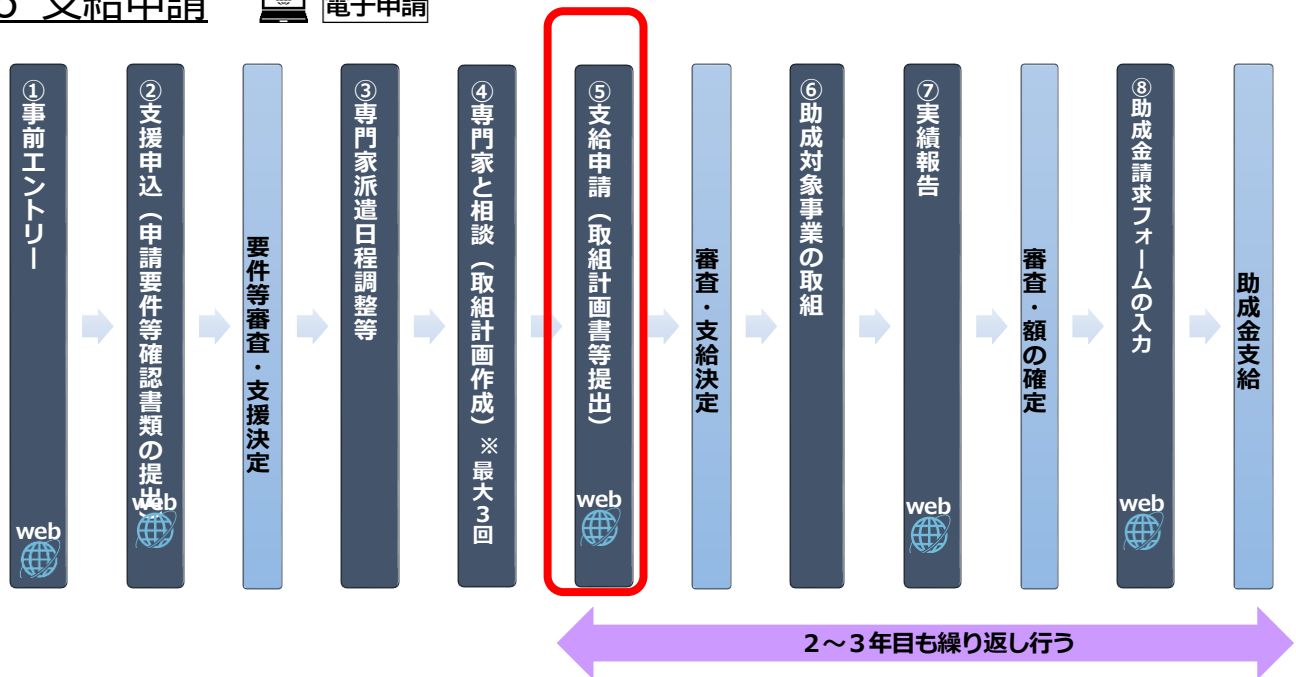 支給申請
電子申請
①事前エントリー
web
②支援申込（申請要件等確認書類の提出）
web
要件等審査・支援決定
③専門家派遣日程調整等
④専門家と相談（取組計画作成）※最大3回
⑤支給申請（取組計画書等提出）
web
審査・支給決定
⑥助成対象事業の取組
⑦実績報告
web
審査・額の確定
⑧助成金請求フォームの入力
web
助成金支給
２～３年目も繰り返し行う